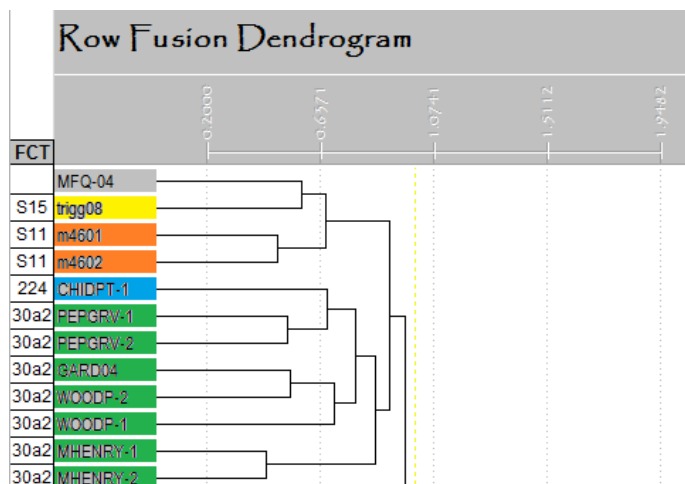 Row Fusion Dendrogram
0.2000 0.6371 1.0741 1.5112 1.9482
FCT
MFQ-04
S15 trigg08
S11 m4601
S11 m4602
224 CHIDPT-1
30a2 PEPGRV-1
30a2 PEPGRV-2
30a2 GARD04
30a2 WOODP-2
30a2 WOODP-1
30a2 MHENRY-1
30a2 MHENRY-2